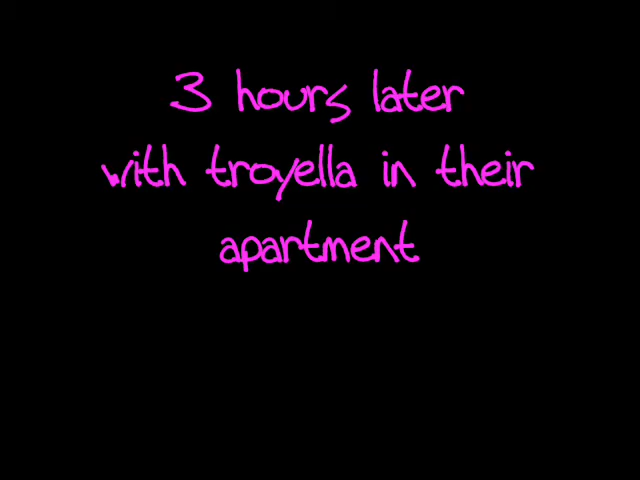 3 hours later
with troyella in their
apartment